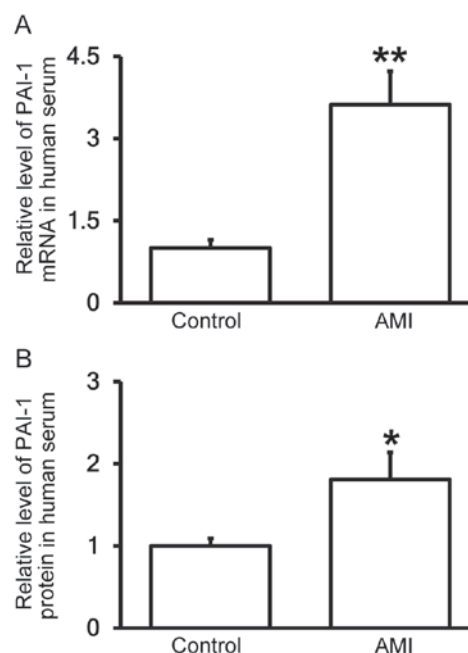 A
Relative level of PAI-1
mRNA in human serum
4.5
3
1.5
0
**
Control
AMI
B
Relative level of PAI-1
protein in human serum
3
2
1
0
*
Control
AMI